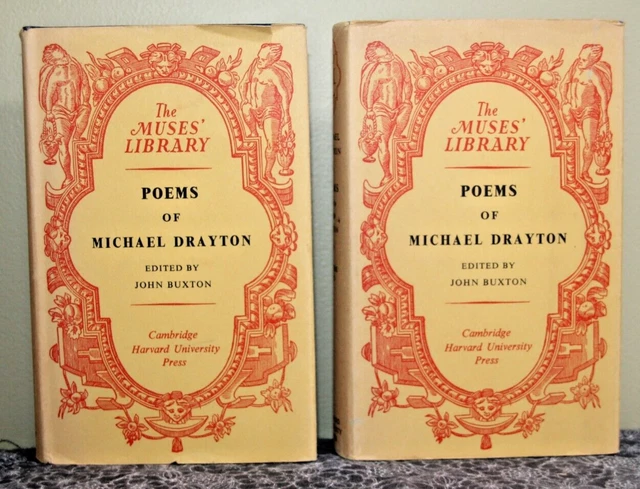 The
MUSES'
LIBRARY
POEMS
OF
MICHAEL DRAYTON
EDITED BY
JOHN BUXTON
Cambridge
Harvard University
Press
The
MUSES'
LIBRARY
POEMS
OF
MICHAEL DRAYTON
EDITED BY
JOHN BUXTON
Cambridge
Harvard University
Press